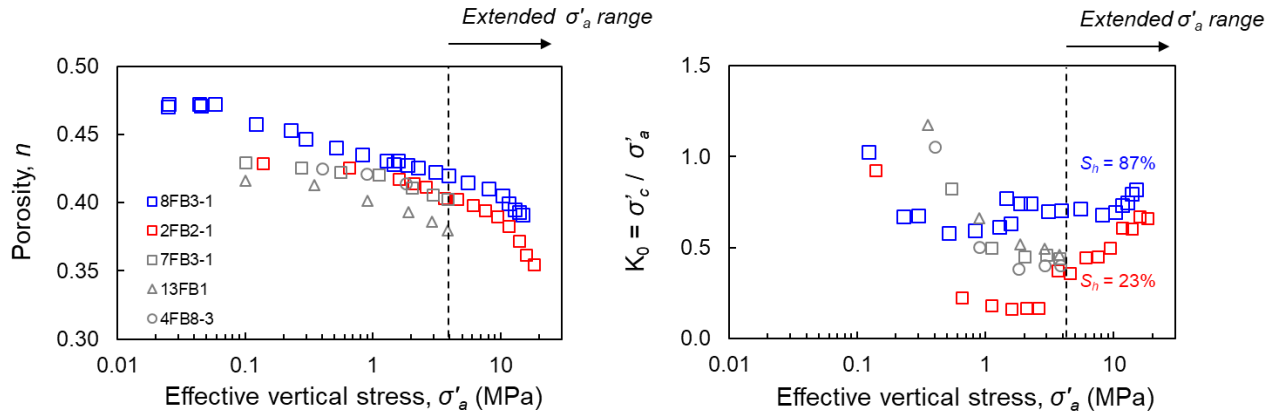 Extended σ'a range
0.50
0.45
0.40
0.35
0.30
Porosity, n
8FB3-1
2FB2-1
7FB3-1
13FB1
4FB8-3
0.01
0.1
1
10
Effective vertical stress, σ'a (MPa)
Extended σ'a range
1.5
1.0
0.5
0.0
K0 = σ'c / σ'a
Sh = 87%
Sh = 23%
0.01
0.1
1
10
Effective vertical stress, σ'a (MPa)